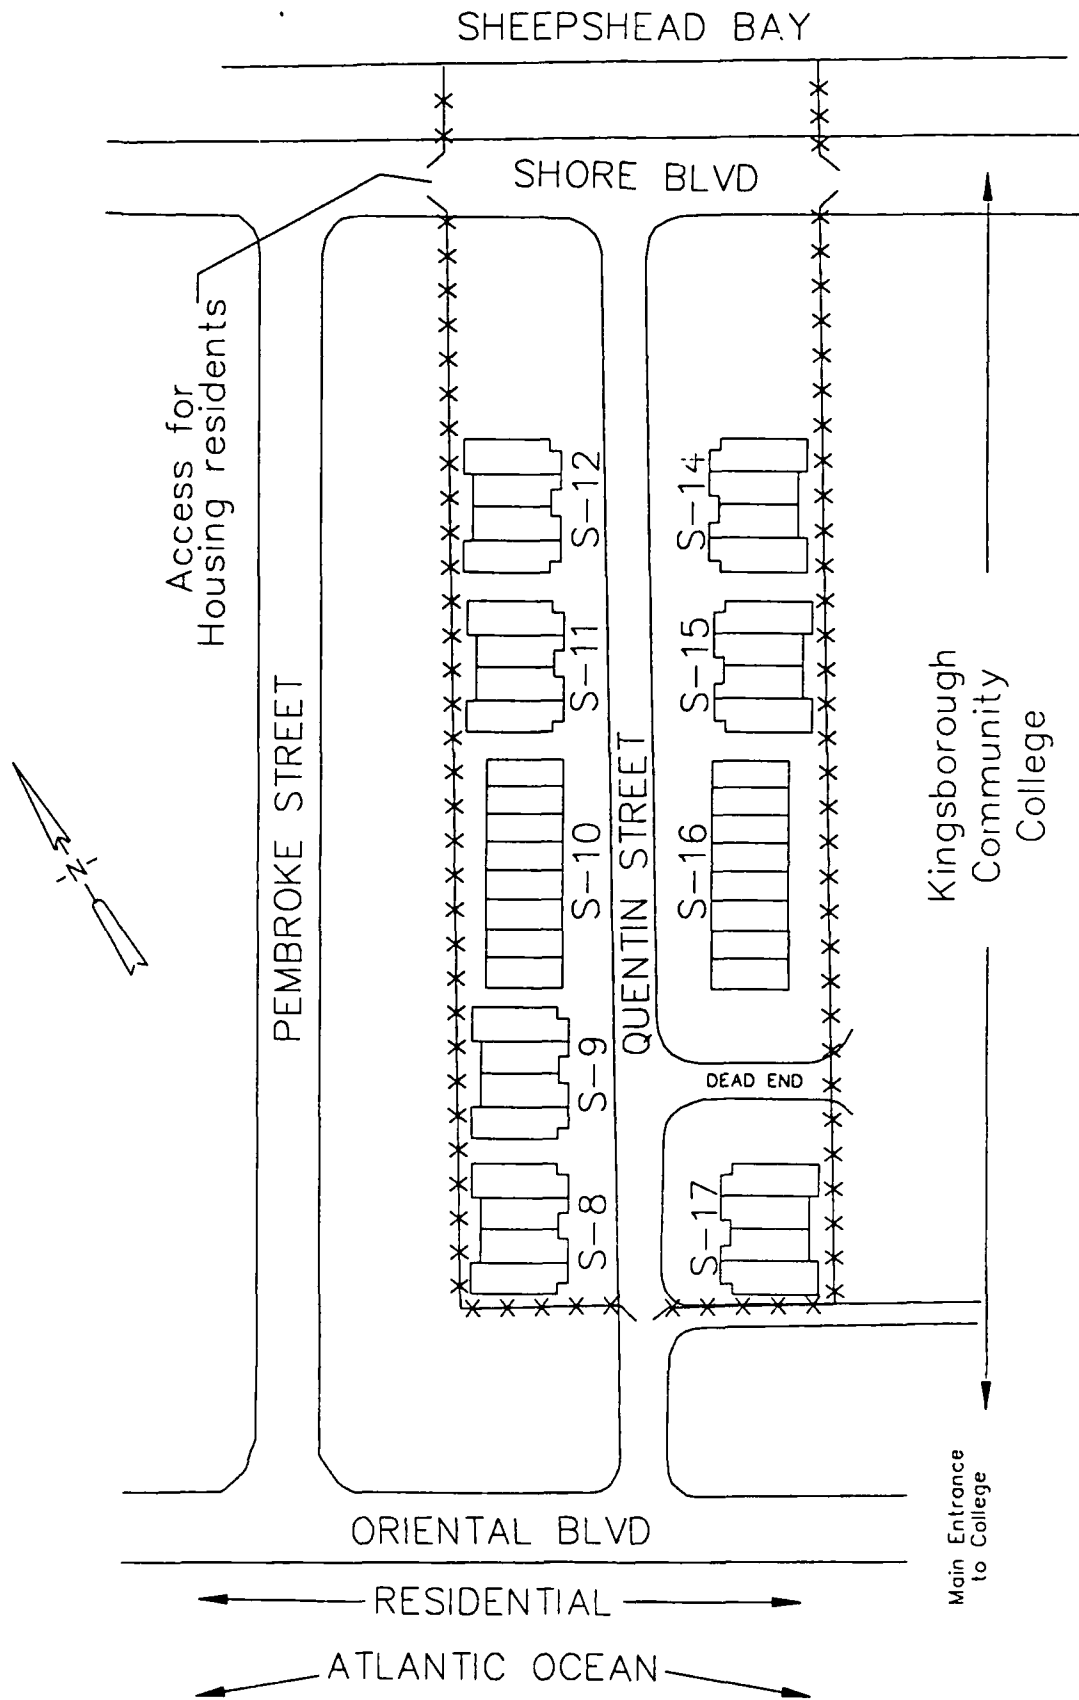 SHEEPSHEAD BAY
SHORE BLVD
Access for
Housing residents
S-12
S-14
S-11
S-15
PEMBROKE STREET
QUENTIN STREET
Kingsborough
Community
College
N
S-10
S-16
S-9
DEAD END
S-8
S-17
ORIENTAL BLVD
Main Entrance
to College
RESIDENTIAL
ATLANTIC OCEAN